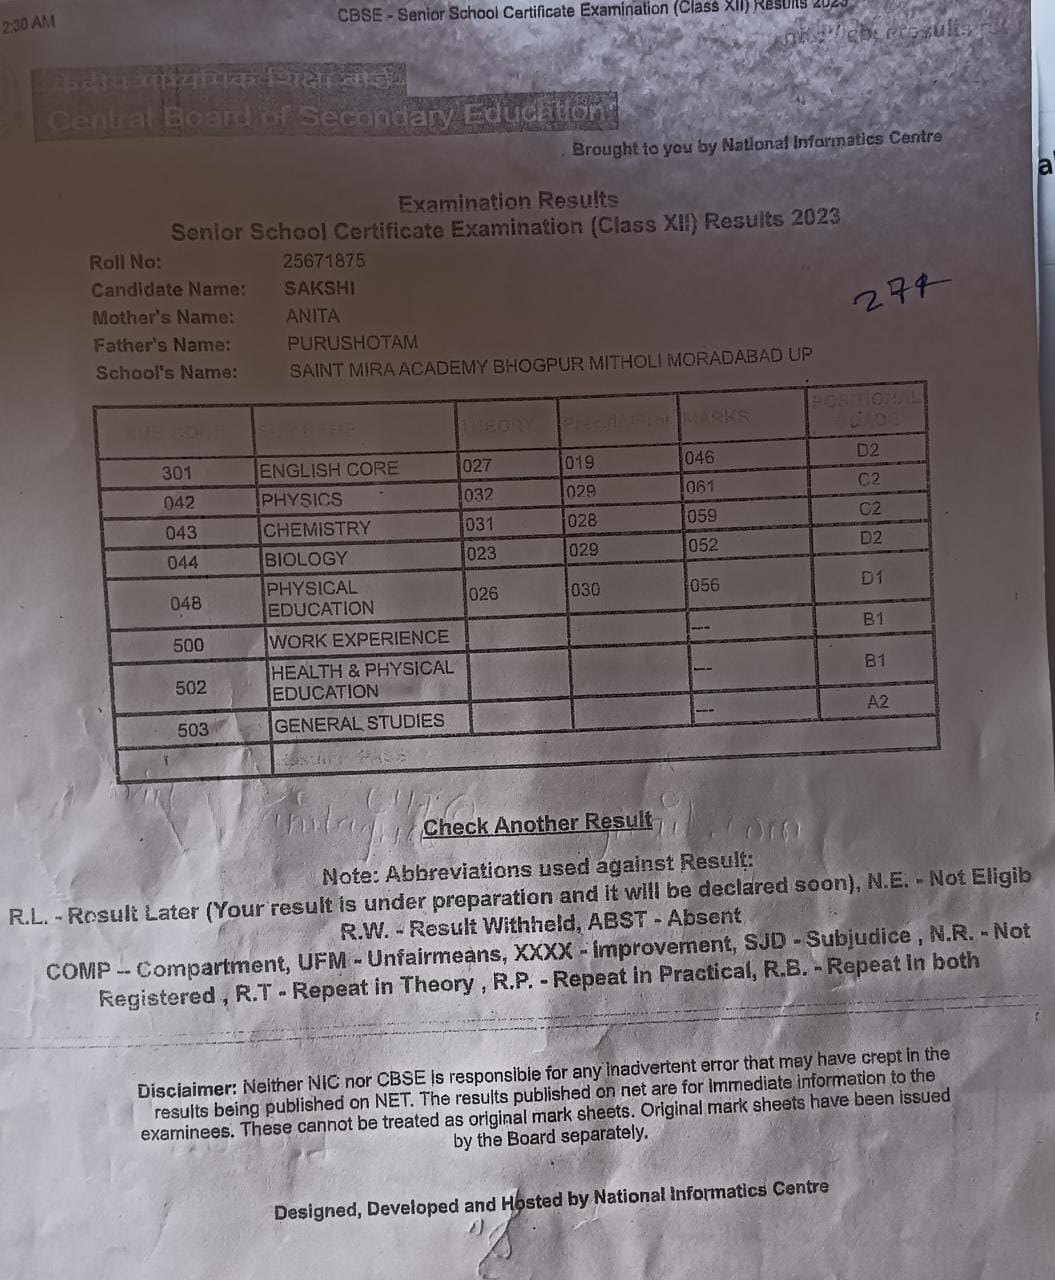 2:30 AM
CBSE - Senior School Certificate Examination (Class XII) Results 2023
Central Board of Secondary Education
Brought to you by National Informatics Centre
Examination Results
Senior School Certificate Examination (Class XII) Results 2023
Roll No: 25671875
Candidate Name: SAKSHI
274
Mother's Name: ANITA
Father's Name: PURUSHOTAM
School's Name: SAINT MIRA ACADEMY BHOGPUR MITHOLI MORADABAD UP
SUB NAME THEORY MARKS POSITIONAL
301 ENGLISH CORE 027 019 046 D2
042 PHYSICS 032 029 061 C2
043 CHEMISTRY 031 028 059 C2
044 BIOLOGY 023 029 052 D2
048 PHYSICAL EDUCATION 026 030 056 D1
500 WORK EXPERIENCE --- B1
502 HEALTH & PHYSICAL EDUCATION --- B1
503 GENERAL STUDIES --- A2
PASS
Check Another Result
Note: Abbreviations used against Result:
R.L. - Result Later (Your result is under preparation and it will be declared soon), N.E. - Not Eligib
R.W. - Result Withheld, ABST - Absent
COMP -- Compartment, UFM - Unfairmeans, XXXX - Improvement, SJD - Subjudice , N.R. - Not
Registered , R.T - Repeat in Theory , R.P. - Repeat in Practical, R.B. - Repeat in both
Disclaimer: Neither NIC nor CBSE is responsible for any inadvertent error that may have crept in the
results being published on NET. The results published on net are for immediate information to the
examinees. These cannot be treated as original mark sheets. Original mark sheets have been issued
by the Board separately.
Designed, Developed and Hosted by National Informatics Centre